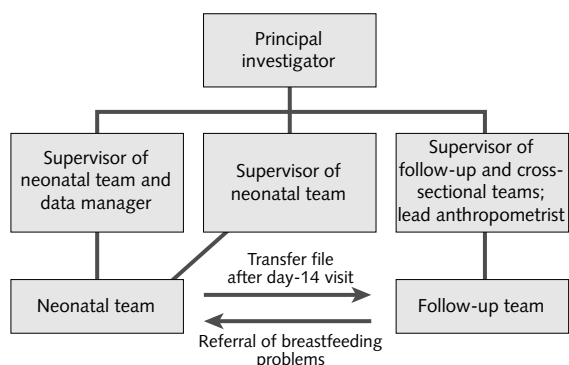 Principal
investigator
Supervisor of
neonatal team and
data manager
Supervisor of
neonatal team
Supervisor of
follow-up and cross-
sectional teams;
lead anthropometrist
Transfer file
after day-14 visit
Neonatal team
Follow-up team
Referral of breastfeeding
problems